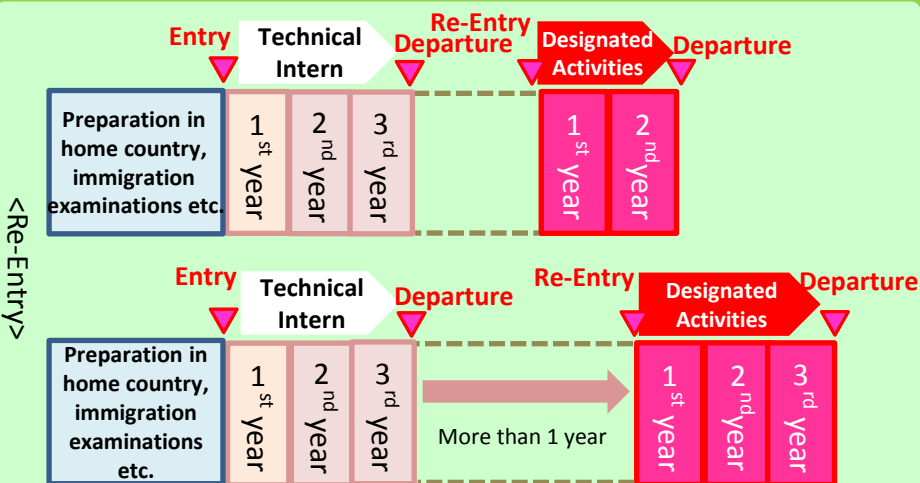 <Re-Entry>
Entry
Technical
Intern
Departure
Re-Entry
Designated
Activities
Departure
Preparation in
home country,
immigration
examinations etc.
1st year
2nd year
3rd year
1st year
2nd year
Entry
Technical
Intern
Departure
Re-Entry
Designated
Activities
Departure
Preparation in
home country,
immigration
examinations
etc.
1st year
2nd year
3rd year
More than 1 year
1st year
2nd year
3rd year